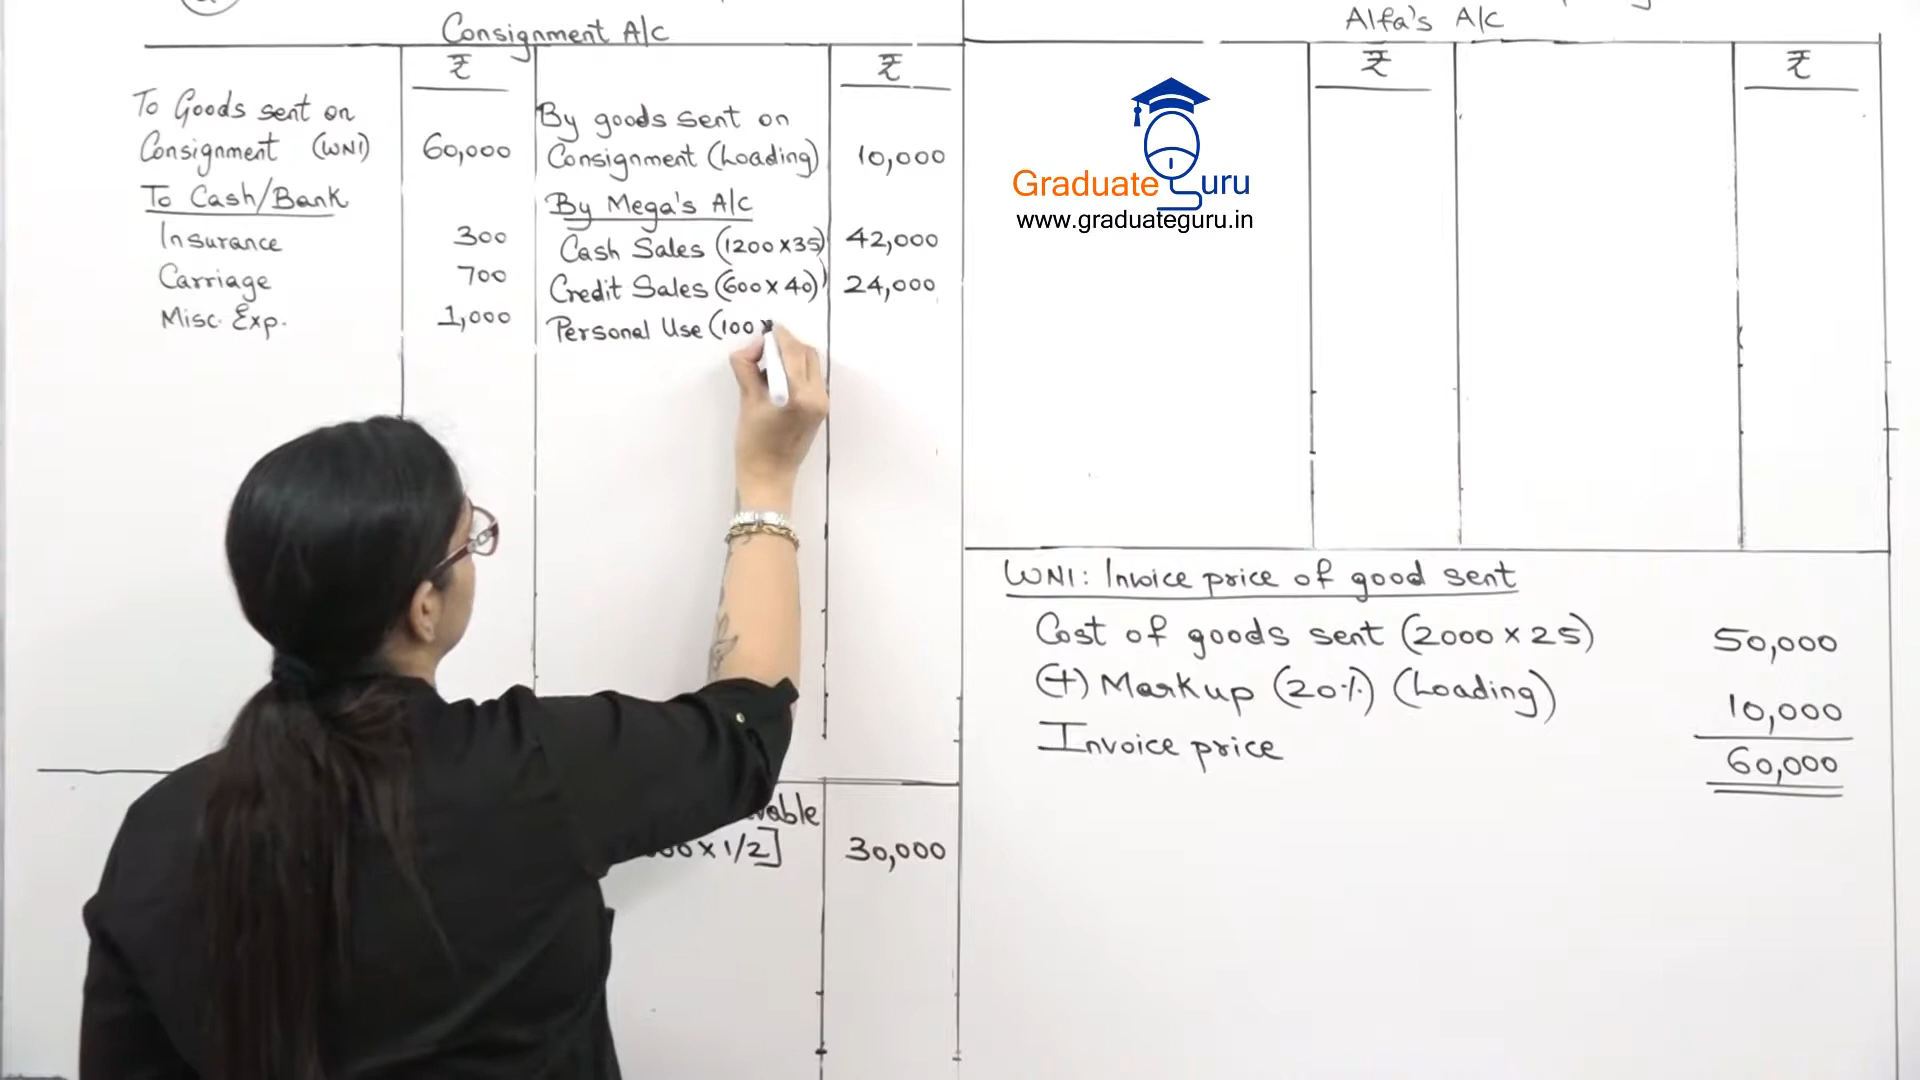 Consignment A/c
₹
₹
To Goods sent on
Consignment (WN1) 60,000
To Cash/Bank
Insurance 300
Carriage 700
Misc. Exp. 1,000
By goods sent on
Consignment (Loading) 10,000
By Mega's A/c
Cash Sales (1200 x 35) 42,000
Credit Sales (600 x 40) 24,000
Personal Use (100 x
x 1/2] 30,000
Alfa's A/c
₹
₹
Graduate Guru
www.graduateguru.in
WN1: Invoice price of good sent
Cost of goods sent (2000 x 25) 50,000
(+) Markup (20%) (Loading) 10,000
Invoice price 60,000